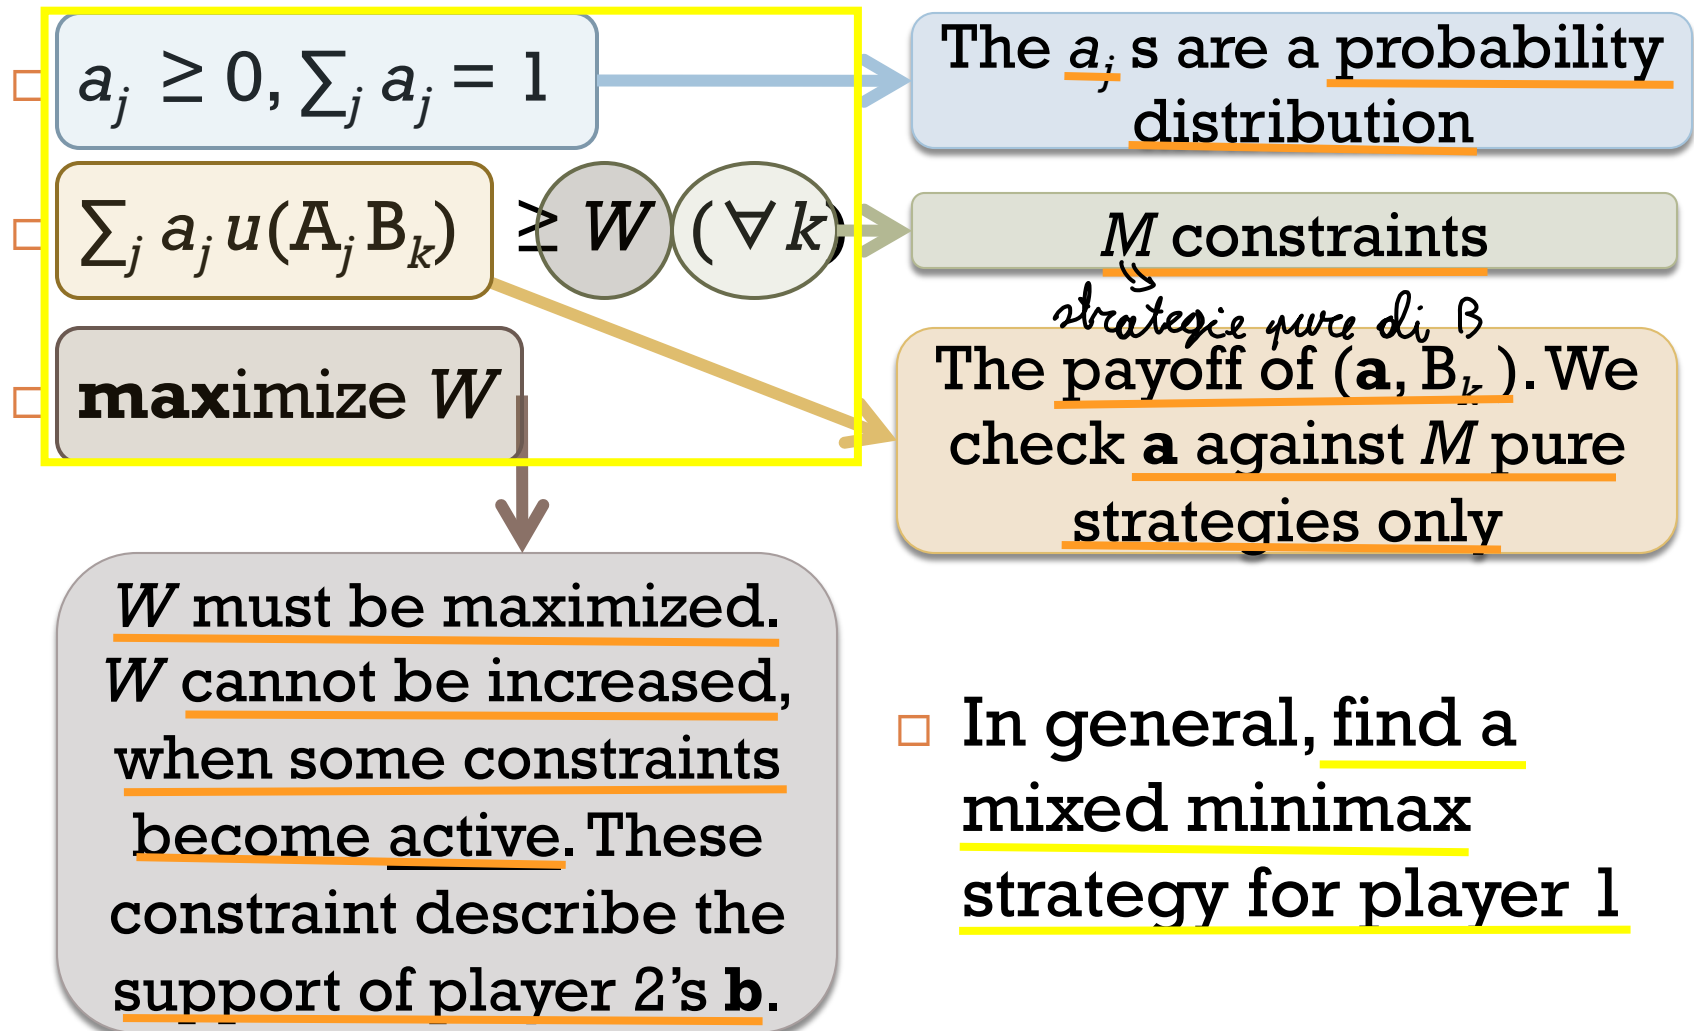 a_j ≥ 0, ∑_j a_j = 1
The a_j s are a probability
distribution
∑_j a_j u(A_j B_k) ≥ W (∀k)
M constraints
strategie pure di B
maximize W
The payoff of (a, B_k). We
check a against M pure
strategies only
W must be maximized.
W cannot be increased,
when some constraints
become active. These
constraint describe the
support of player 2’s b.
In general, find a
mixed minimax
strategy for player 1